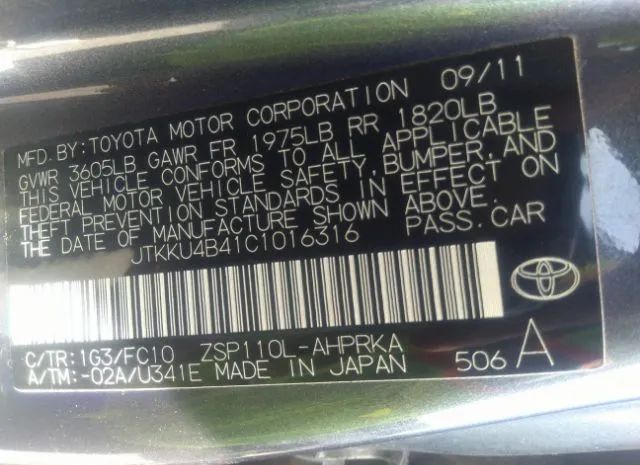 MFD.BY:TOYOTA MOTOR CORPORATION 09/11
GVWR 3605LB GAWR FR 1975LB RR 1820LB
THIS VEHICLE CONFORMS TO ALL APPLICABLE
FEDERAL MOTOR VEHICLE SAFETY,BUMPER,AND
THEFT PREVENTION STANDARDS IN EFFECT ON
THE DATE OF MANUFACTURE SHOWN ABOVE.
JTKKU4B41C1016316 PASS.CAR
C/TR:1G3/FC10 ZSP110L-AHPRKA
A/TM:-02A/U341E MADE IN JAPAN 506 A